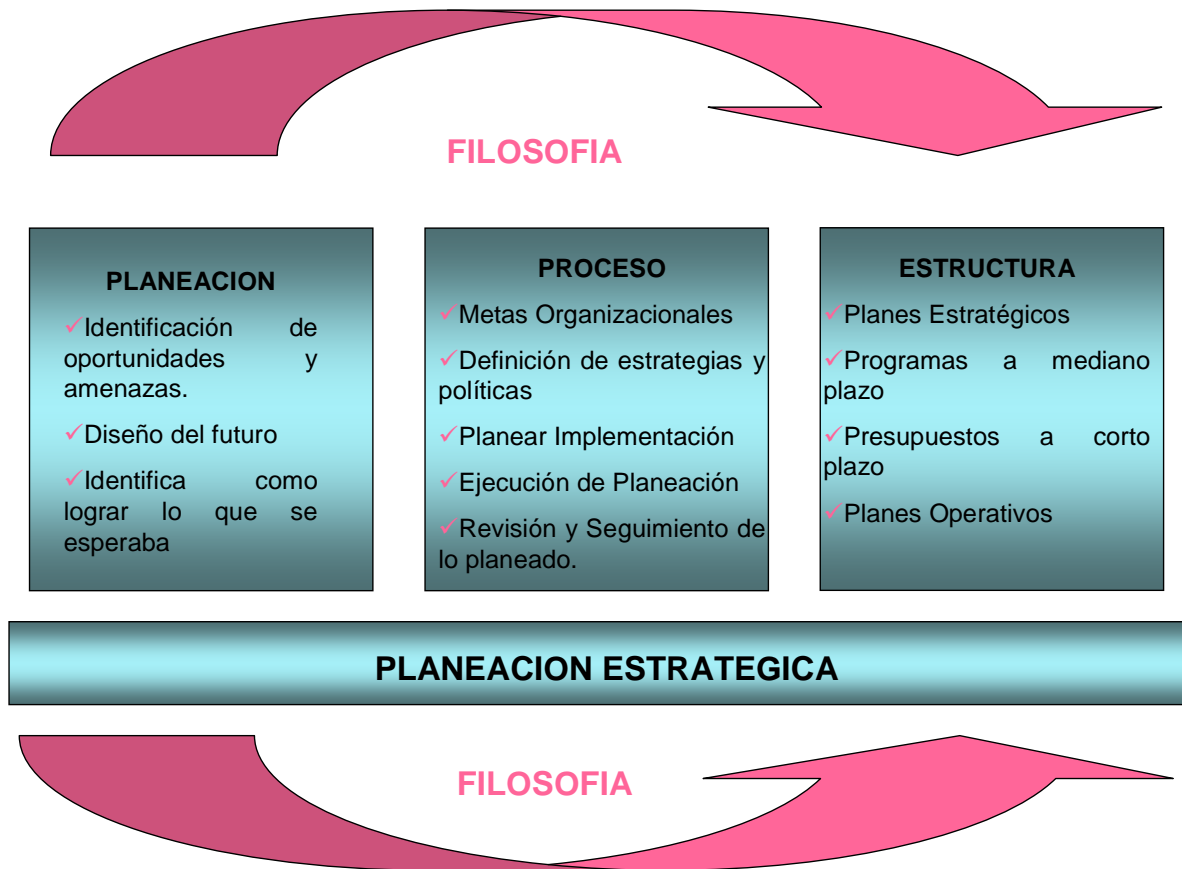 FILOSOFIA
PLANEACION
✓Identificación de
oportunidades y
amenazas.
✓Diseño del futuro
✓Identifica como
lograr lo que se
esperaba
PROCESO
✓Metas Organizacionales
✓Definición de estrategias y
políticas
✓Planear Implementación
✓Ejecución de Planeación
✓Revisión y Seguimiento de
lo planeado.
ESTRUCTURA
✓Planes Estratégicos
✓Programas a mediano
plazo
✓Presupuestos a corto
plazo
✓Planes Operativos
PLANEACION ESTRATEGICA
FILOSOFIA